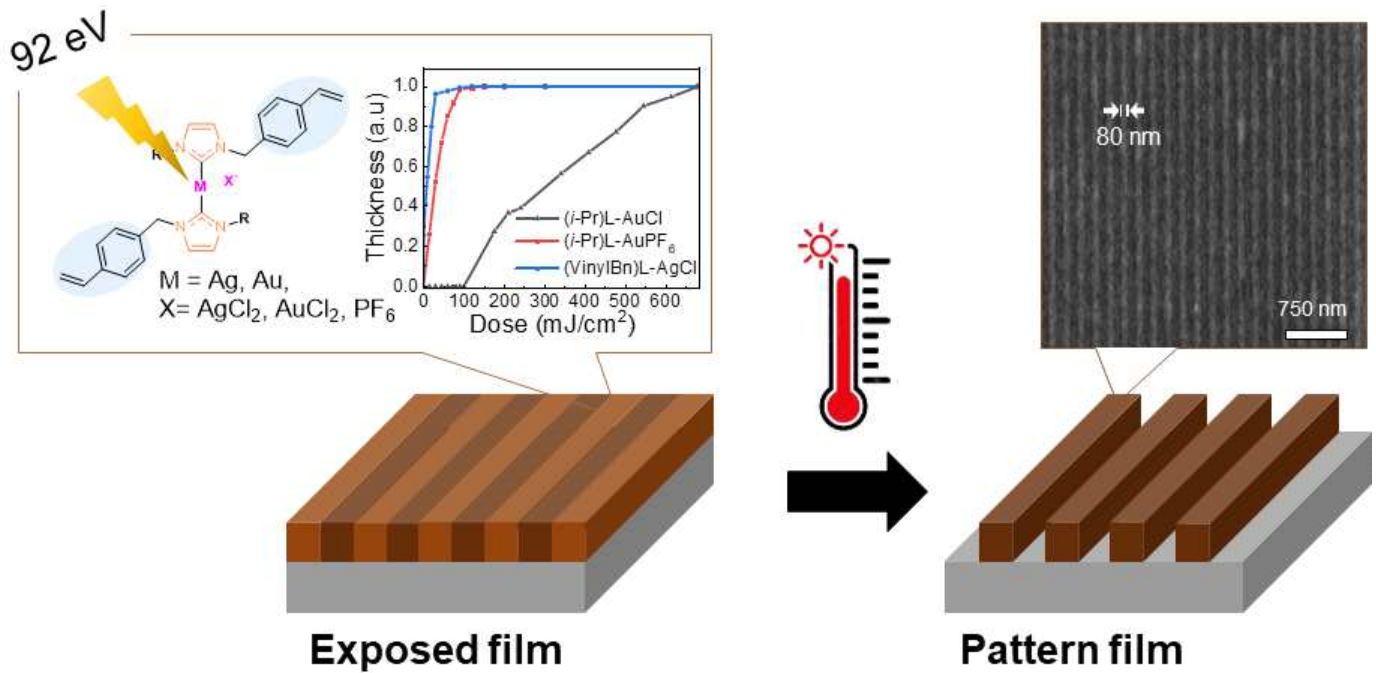 92 eV
R
N
N
M
X⁻
N
N
R
M = Ag, Au,
X= AgCl₂, AuCl₂, PF₆
Thickness (a.u)
1.0
0.8
0.6
0.4
0.2
0.0
0 100 200 300 400 500 600
Dose (mJ/cm²)
(i-Pr)L-AuCl
(i-Pr)L-AuPF₆
(VinylBn)L-AgCl
80 nm
750 nm
Exposed film
Pattern film